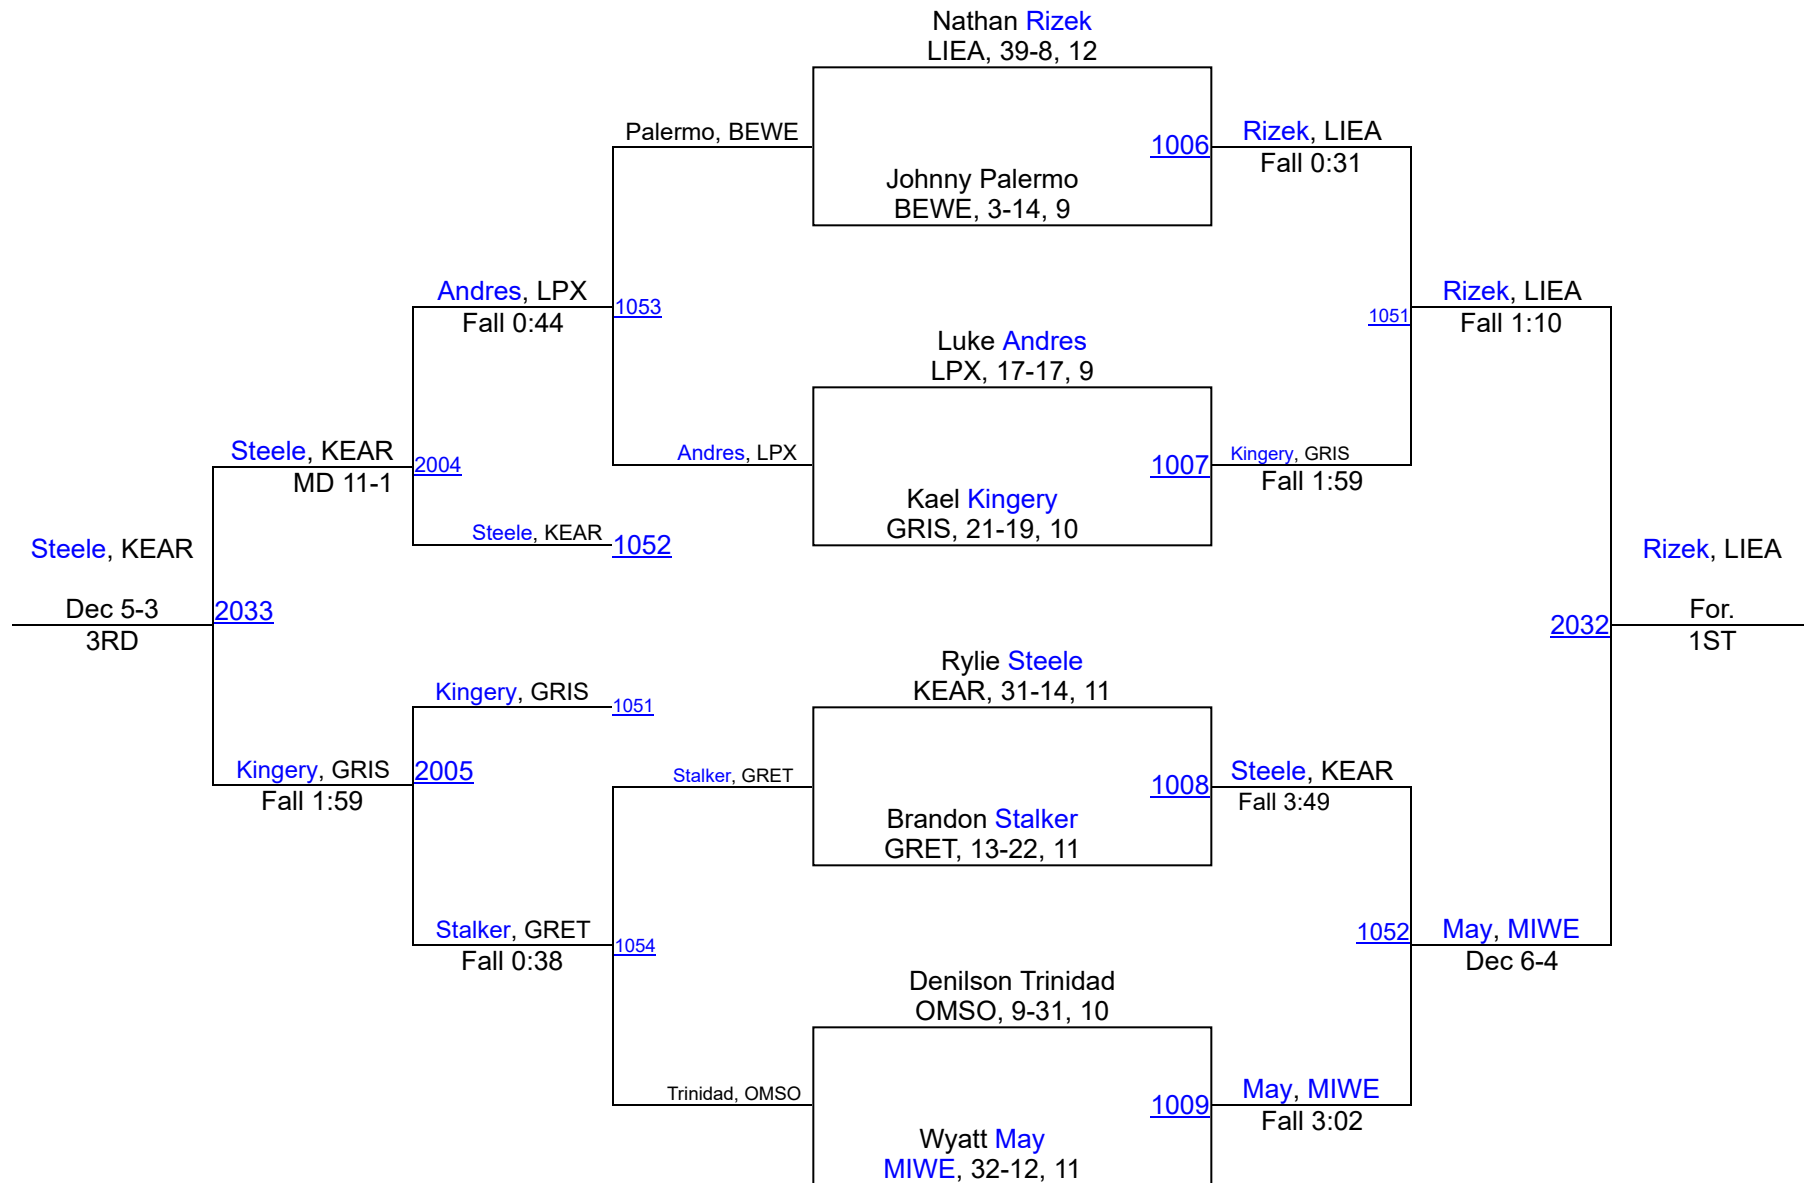 Nathan Rizek
LIEA, 39-8, 12
Palermo, BEWE
1006
Rizek, LIEA
Fall 0:31
Johnny Palermo
BEWE, 3-14, 9
Andres, LPX
Fall 0:44
1053
1051
Rizek, LIEA
Fall 1:10
Luke Andres
LPX, 17-17, 9
Steele, KEAR
MD 11-1
2004
Andres, LPX
1007
Kingery, GRIS
Fall 1:59
Kael Kingery
GRIS, 21-19, 10
Steele, KEAR
1052
Steele, KEAR
Dec 5-3
3RD
2033
Rizek, LIEA
2032
For.
1ST
Rylie Steele
KEAR, 31-14, 11
Kingery, GRIS
1051
Kingery, GRIS
Fall 1:59
2005
Stalker, GRET
1008
Steele, KEAR
Fall 3:49
Brandon Stalker
GRET, 13-22, 11
Stalker, GRET
Fall 0:38
1054
1052
May, MIWE
Dec 6-4
Denilson Trinidad
OMSO, 9-31, 10
Trinidad, OMSO
1009
May, MIWE
Fall 3:02
Wyatt May
MIWE, 32-12, 11